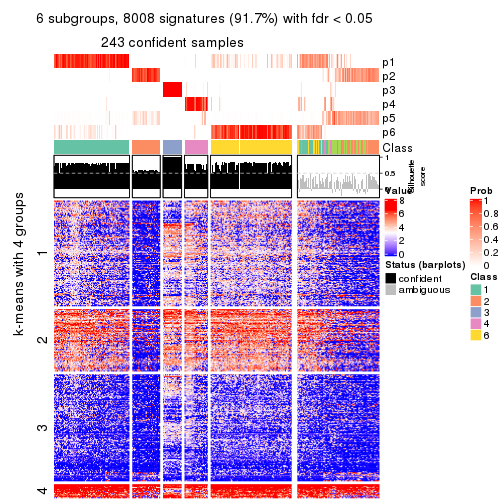 6 subgroups, 8008 signatures (91.7%) with fdr < 0.05
243 confident samples
p1
p2
p3
p4
p5
p6
Class
1
0.5
0
Silhouette
score
k-means with 4 groups
1
2
3
4
Value
8
6
4
2
0
Status (barplots)
confident
ambiguous
Prob
1
0.8
0.6
0.4
0.2
0
Class
1
2
3
4
6